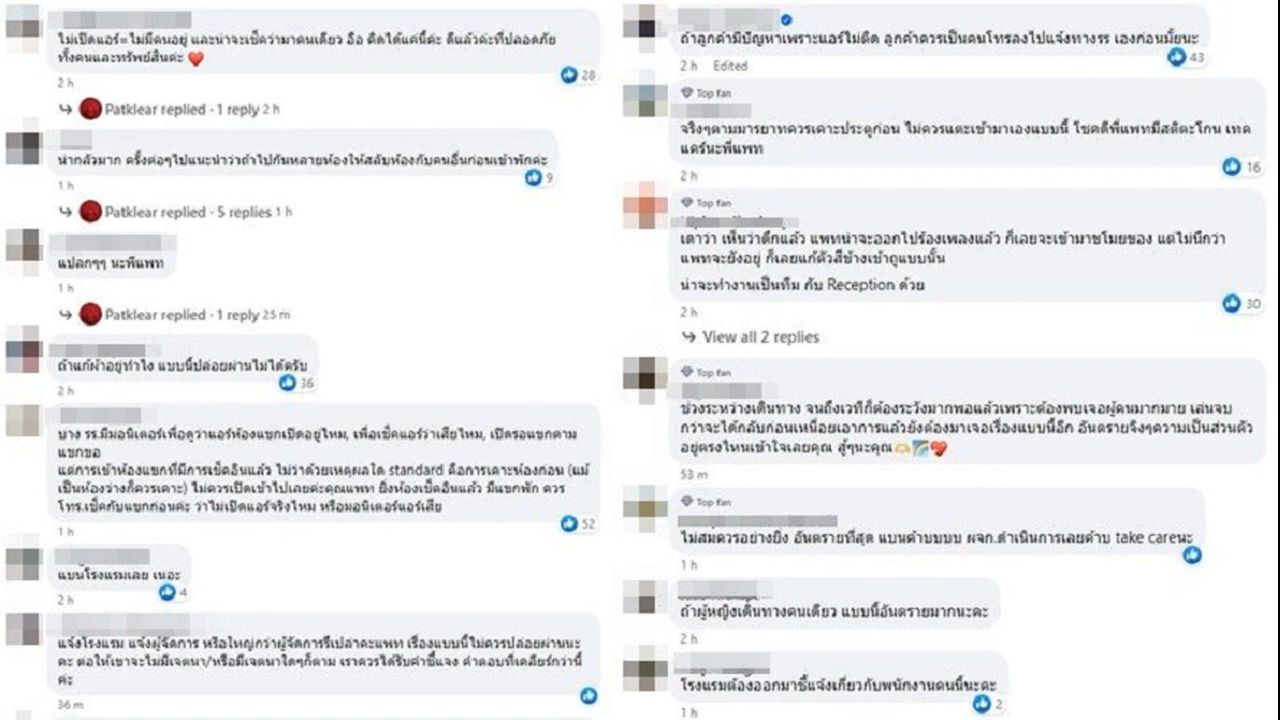 ไม่เปิดแอร์=ไม่มีคนอยู่ และน่าจะเช็คว่ามาคนเดียว อือ คิดได้แค่นี้ค่ะ ดีแล้วค่ะที่ปลอดภัย
ทั้งคนและทรัพย์สินค่ะ ❤️
28
2 h
Patklear replied · 1 reply 2 h
น่ากลัวมาก ครั้งต่อๆไปแนะนำว่าถ้าไปกันหลายห้องให้สลับห้องกับคนอื่นก่อนเข้าพักค่ะ
9
1 h
Patklear replied · 5 replies 1 h
แปลกๆๆ นะพี่แพท
1 h
Patklear replied · 1 reply 25 m
ถ้าแก้ผ้าอยู่ทำไง แบบนี้ปล่อยผ่านไม่ได้ครับ
36
2 h
บาง รร.มีมอนิเตอร์เพื่อดูว่าแอร์ห้องแขกเปิดอยู่ไหม, เพื่อเช็คแอร์ว่าเสียไหม, เปิดรอแขกตาม
แขกขอ
แต่การเข้าห้องแขกที่มีการเช็คอินแล้ว ไม่ว่าด้วยเหตุผลใด standard คือการเคาะห้องก่อน (แม้
เป็นห้องว่างก็ควรเคาะ) ไม่ควรเปิดเข้าไปเลยค่ะคุณแพท ยิ่งห้องเช็คอินแล้ว มีแขกพัก ควร
โทร.เช็คกับแขกก่อนค่ะ ว่าไม่เปิดแอร์จริงไหม หรือมอนิเตอร์แอร์เสีย
52
1 h
แบนโรงแรมเลย เนอะ
4
2 h
แจ้งโรงแรม แจ้งผู้จัดการ หรือใหญ่กว่าผู้จัดการรึเปล่าคะแพท เรื่องแบบนี้ไม่ควรปล่อยผ่านนะ
คะ ต่อให้เขาจะไม่มีเจตนา/หรือมีเจตนาใดๆก็ตาม เราควรได้รับคำชี้แจง คำตอบที่เคลียร์กว่านี้
ค่ะ
36 m
ถ้าลูกค้ามีปัญหาเพราะแอร์ไม่ติด ลูกค้าควรเป็นคนโทรลงไปแจ้งทางรร เองก่อนมั้ยนะ
43
2 h Edited
Top fan
จริงๆตามมารยาทควรเคาะประตูก่อน ไม่ควรแตะเข้ามาเองแบบนี้ โชคดีพี่แพทมีสติตะโกน เทค
แคร์นะพี่แพท
16
2 h
Top fan
เดาว่า เห็นว่าดึกแล้ว แพทน่าจะออกไปร้องเพลงแล้ว ก็เลยจะเข้ามาขโมยของ แต่ไม่นึกว่า
แพทจะยังอยู่ ก็เลยแก้ตัวสีข้างเข้าถูแบบนั้น
น่าจะทำงานเป็นทีม กับ Reception ด้วย
30
2 h
View all 2 replies
Top fan
ช่วงระหว่างเดินทาง จนถึงเวทีก็ต้องระวังมากพอแล้วเพราะต้องพบเจอผู้คนมากมาย เล่นจบ
กว่าจะได้กลับก่อนเหนื่อยเอาการแล้วยังต้องมาเจอเรื่องแบบนี้อีก อันตรายจริงๆความเป็นส่วนตัว
อยู่ตรงไหนเข้าใจเลยคุณ สู้ๆนะคุณ
53 m
Top fan
ไม่สมควรอย่างยิ่ง อันตรายที่สุด แบนค้าบบบบ ผจก.ดำเนินการเลยค้าบ take careนะ
1 h
ถ้าผู้หญิงเดินทางคนเดียว แบบนี้อันตรายมากนะคะ
2 h
โรงแรมต้องออกมาชี้แจ้งเกี่ยวกับพนักงานคนนี้นะคะ
2
1 h